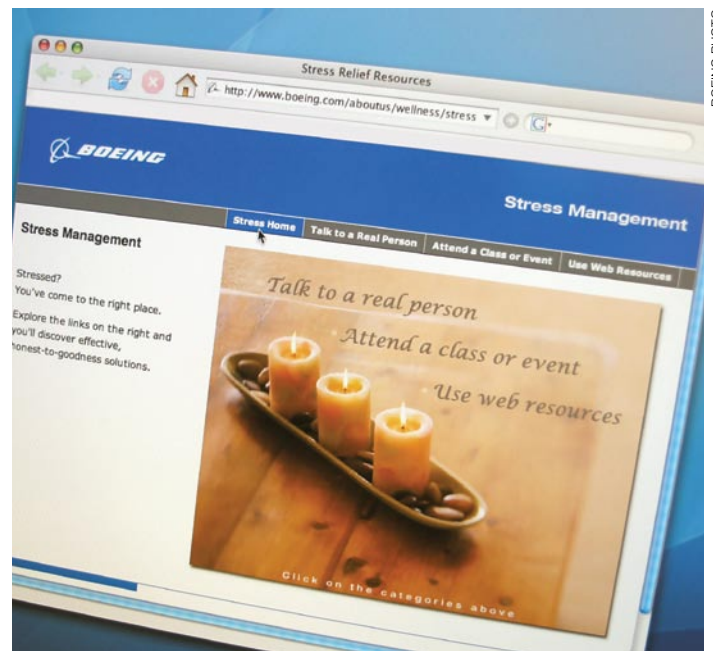 BOEING PHOTO
Stress Relief Resources
http://www.boeing.com/aboutus/wellness/stress
G
BOEING
Stress Management
Stress Home
Talk to a Real Person
Attend a Class or Event
Use Web Resources
Stress Management
Stressed?
You've come to the right place.
Explore the links on the right and
you'll discover effective,
honest-to-goodness solutions.
Talk to a real person
Attend a class or event
Use web resources
Click on the categories above